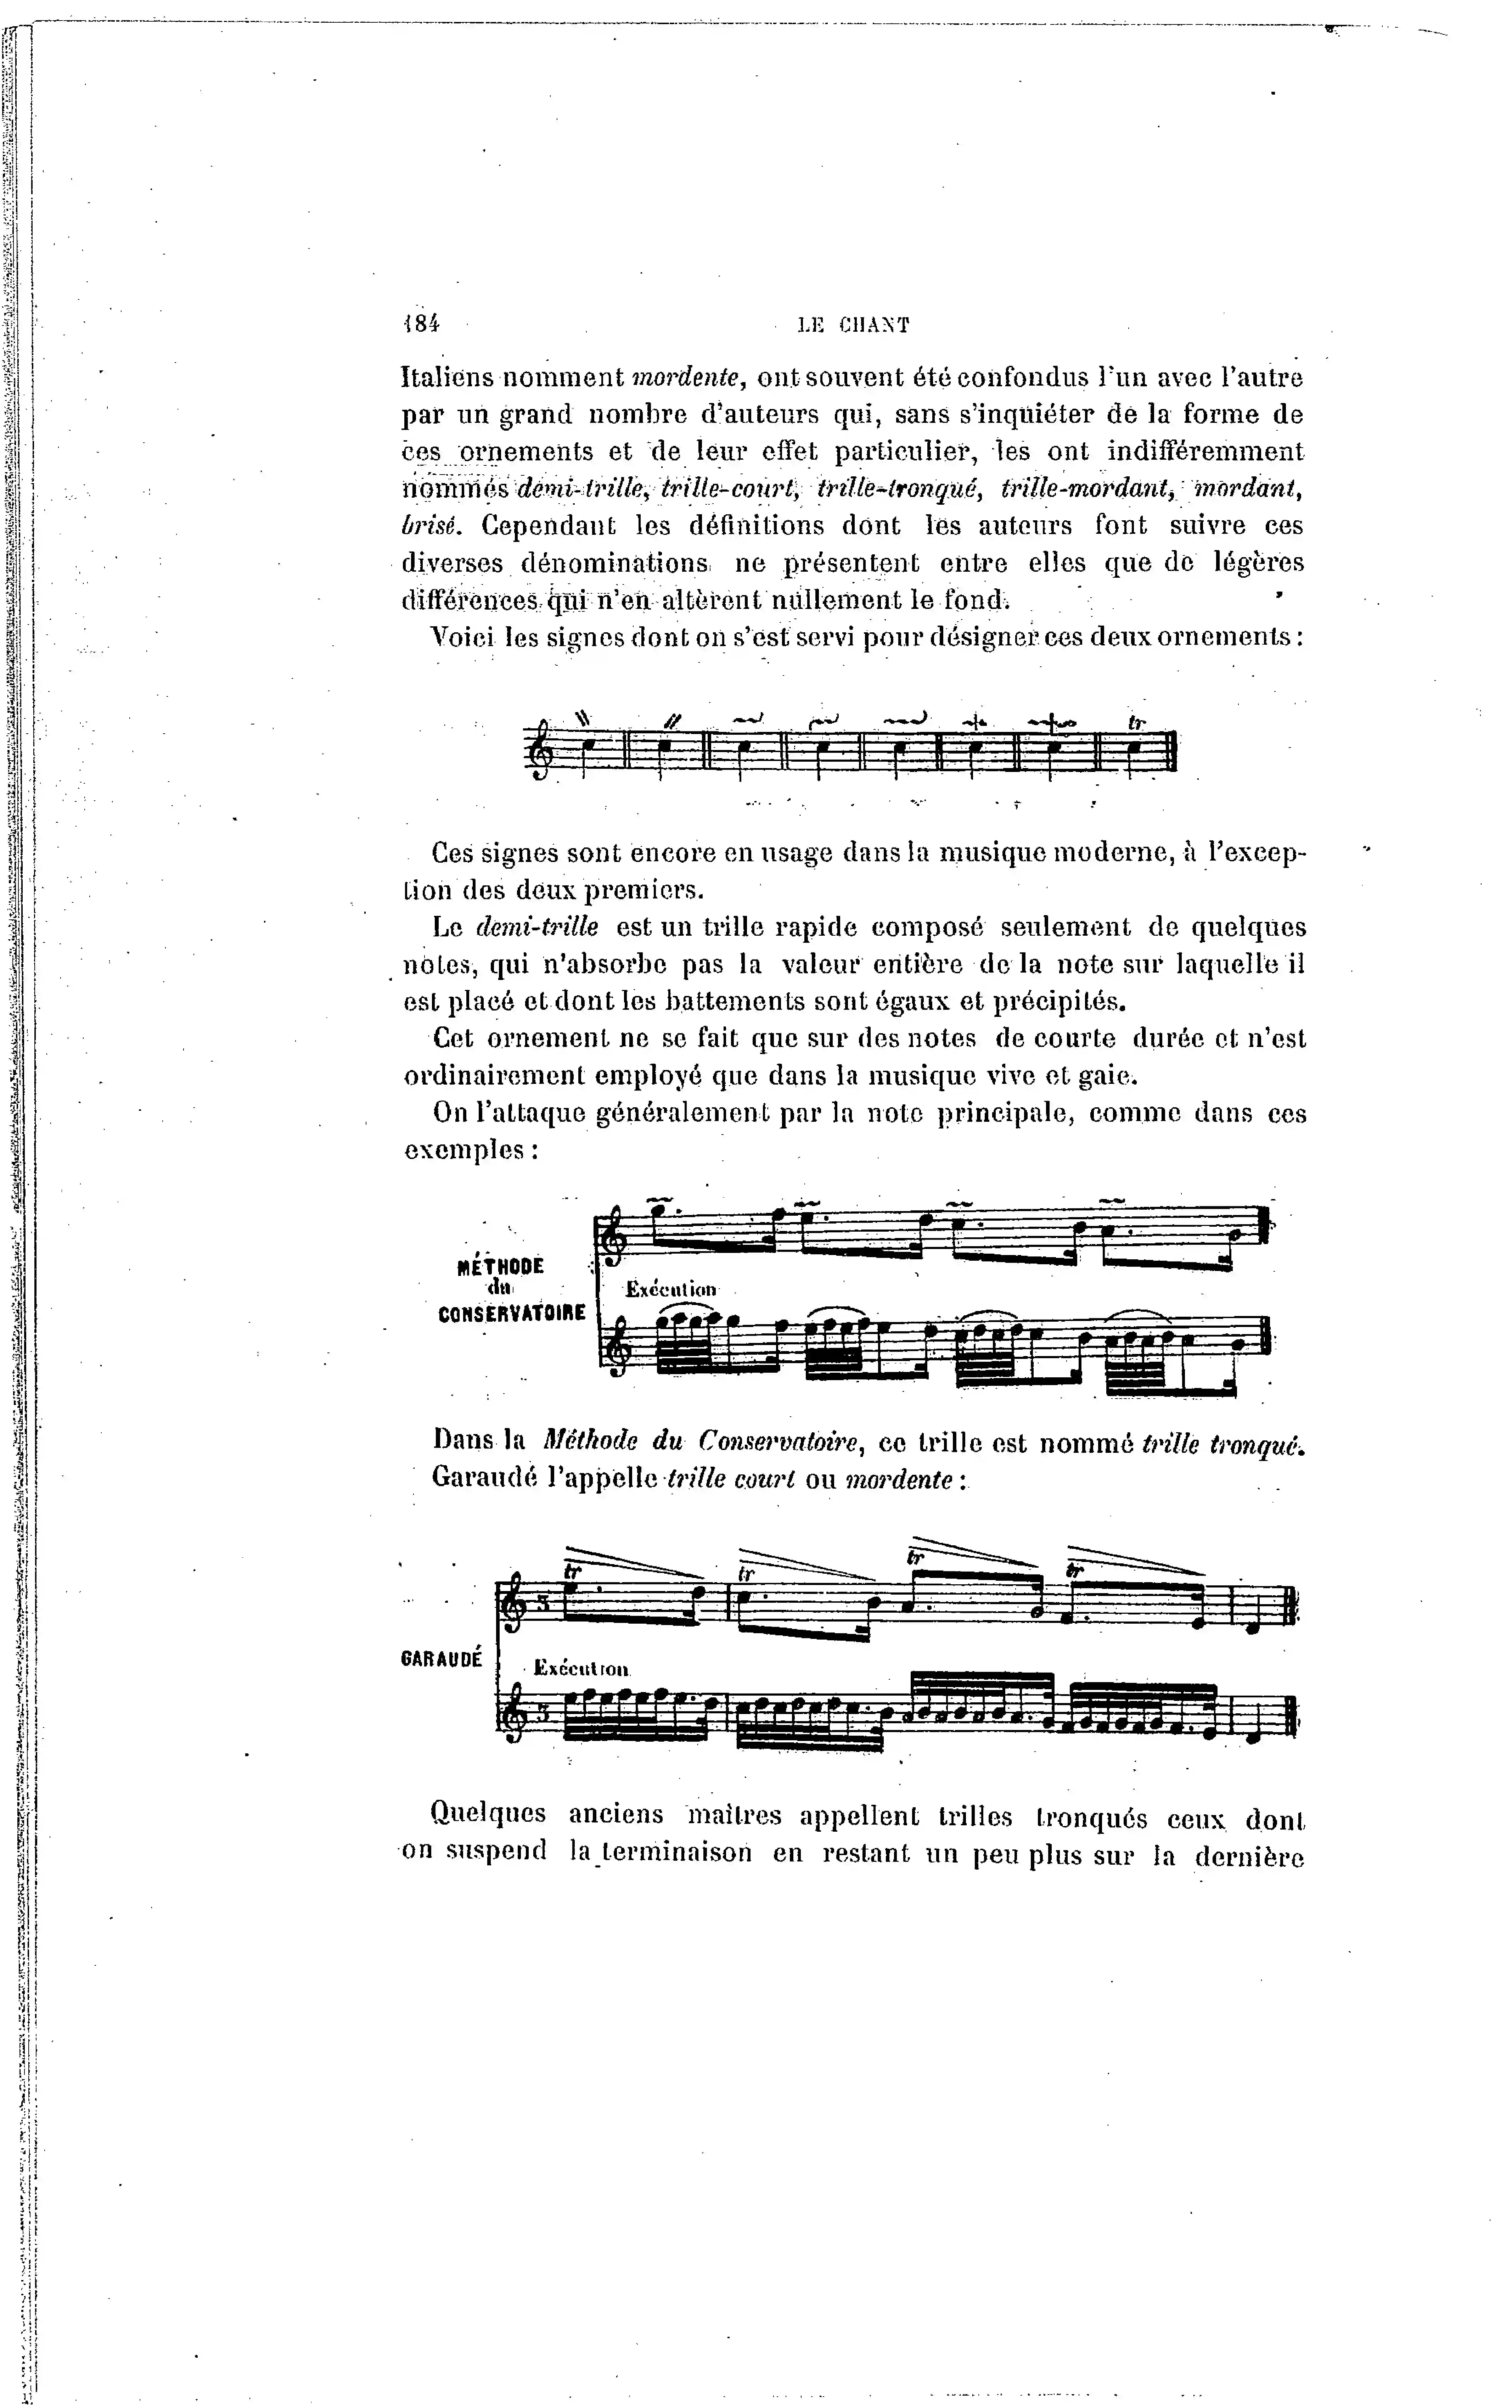 184 LE CHANT
Italiens nomment mordente, ont souvent été confondus l'un avec l'autre
par un grand nombre d'auteurs qui, sans s'inquiéter de la forme de
ces ornements et de leur effet particulier, les ont indifféremment
nommés demi-trille, trille-court, trille-tronqué, trille-mordant, mordant,
brisé. Cependant les définitions dont les auteurs font suivre ces
diverses dénominations ne présentent entre elles que de légères
différences qui n'en altèrent nullement le fond.
Voici les signes dont on s'est servi pour désigner ces deux ornements :
tr
Ces signes sont encore en usage dans la musique moderne, à l'excep-
tion des deux premiers.
Le demi-trille est un trille rapide composé seulement de quelques
notes, qui n'absorbe pas la valeur entière de la note sur laquelle il
est placé et dont les battements sont égaux et précipités.
Cet ornement ne se fait que sur des notes de courte durée et n'est
ordinairement employé que dans la musique vive et gaie.
On l'attaque généralement par la note principale, comme dans ces
exemples :
MÉTHODE
du
CONSERVATOIRE
Exécution
Dans la Méthode du Conservatoire, ce trille est nommé trille tronqué.
Garaudé l'appelle trille court ou mordente :
tr tr tr tr
3
GARAUDÉ
Exécution
3
Quelques anciens maîtres appellent trilles tronqués ceux dont
on suspend la terminaison en restant un peu plus sur la dernière